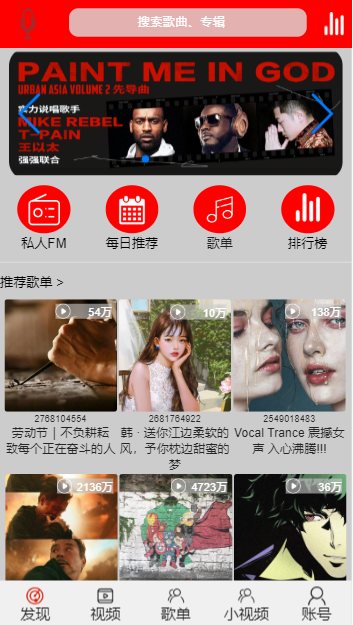 搜索歌曲、专辑
PAINT ME IN GOD
URBAN ASIA VOLUME 2 先导曲
实力说唱歌手
MIKE REBEL
T-PAIN
王以太
强强联合
私人FM
每日推荐
歌单
排行榜
推荐歌单 >
54万
10万
138万
2768104554
劳动节 | 不负耕耘
致每个正在奋斗的人
2681764922
韩 · 送你江边柔软的
风，予你枕边甜蜜的
梦
2549018483
Vocal Trance 震撼女
声 入心沸腾!!!
2136万
4723万
36万
发现
视频
歌单
小视频
账号